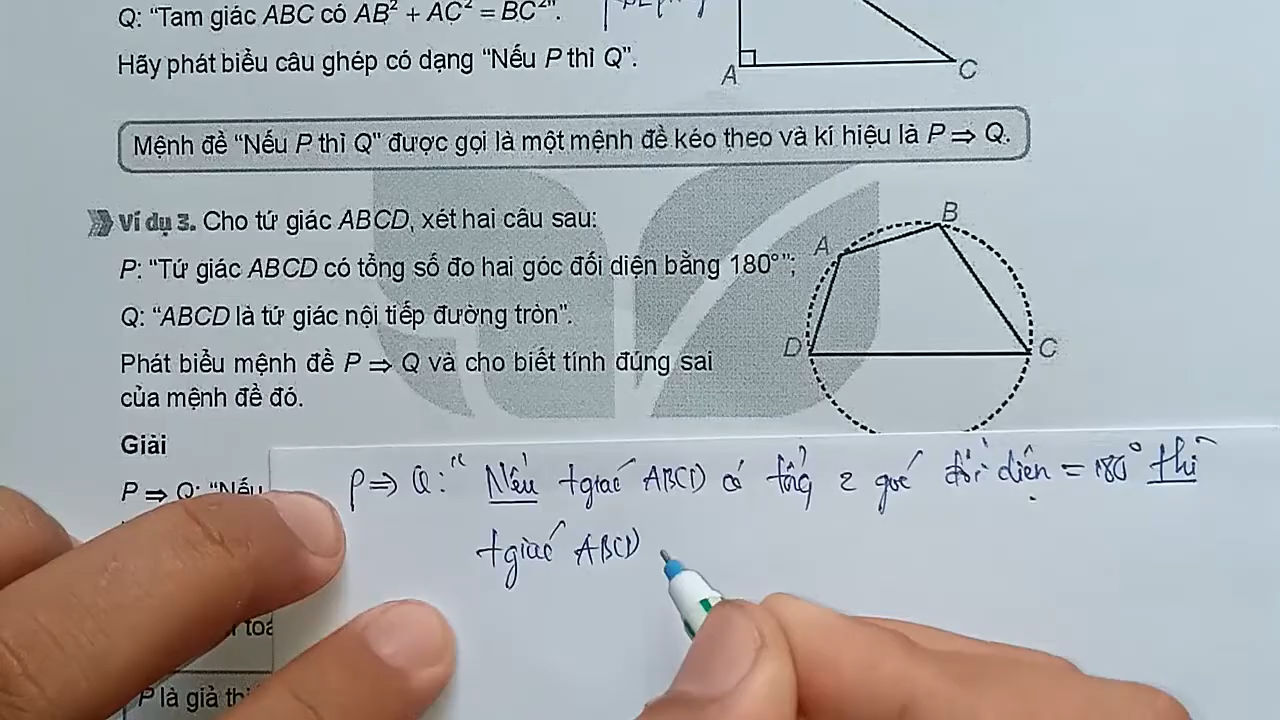 Q: "Tam giác ABC có AB² + AC² = BC²".
Hãy phát biểu câu ghép có dạng "Nếu P thì Q".
A
C
Mệnh đề "Nếu P thì Q" được gọi là một mệnh đề kéo theo và kí hiệu là P ⇒ Q.
Ví dụ 3. Cho tứ giác ABCD, xét hai câu sau:
P: "Tứ giác ABCD có tổng số đo hai góc đối diện bằng 180°";
Q: "ABCD là tứ giác nội tiếp đường tròn".
Phát biểu mệnh đề P ⇒ Q và cho biết tính đúng sai
của mệnh đề đó.
A
B
D
C
Giải
P ⇒ Q: "Nếu
P ⇒ Q: " Nếu tgiác ABCD có tổng 2 góc đối diện = 180° thì
tgiác ABCD
toá
P là giả th